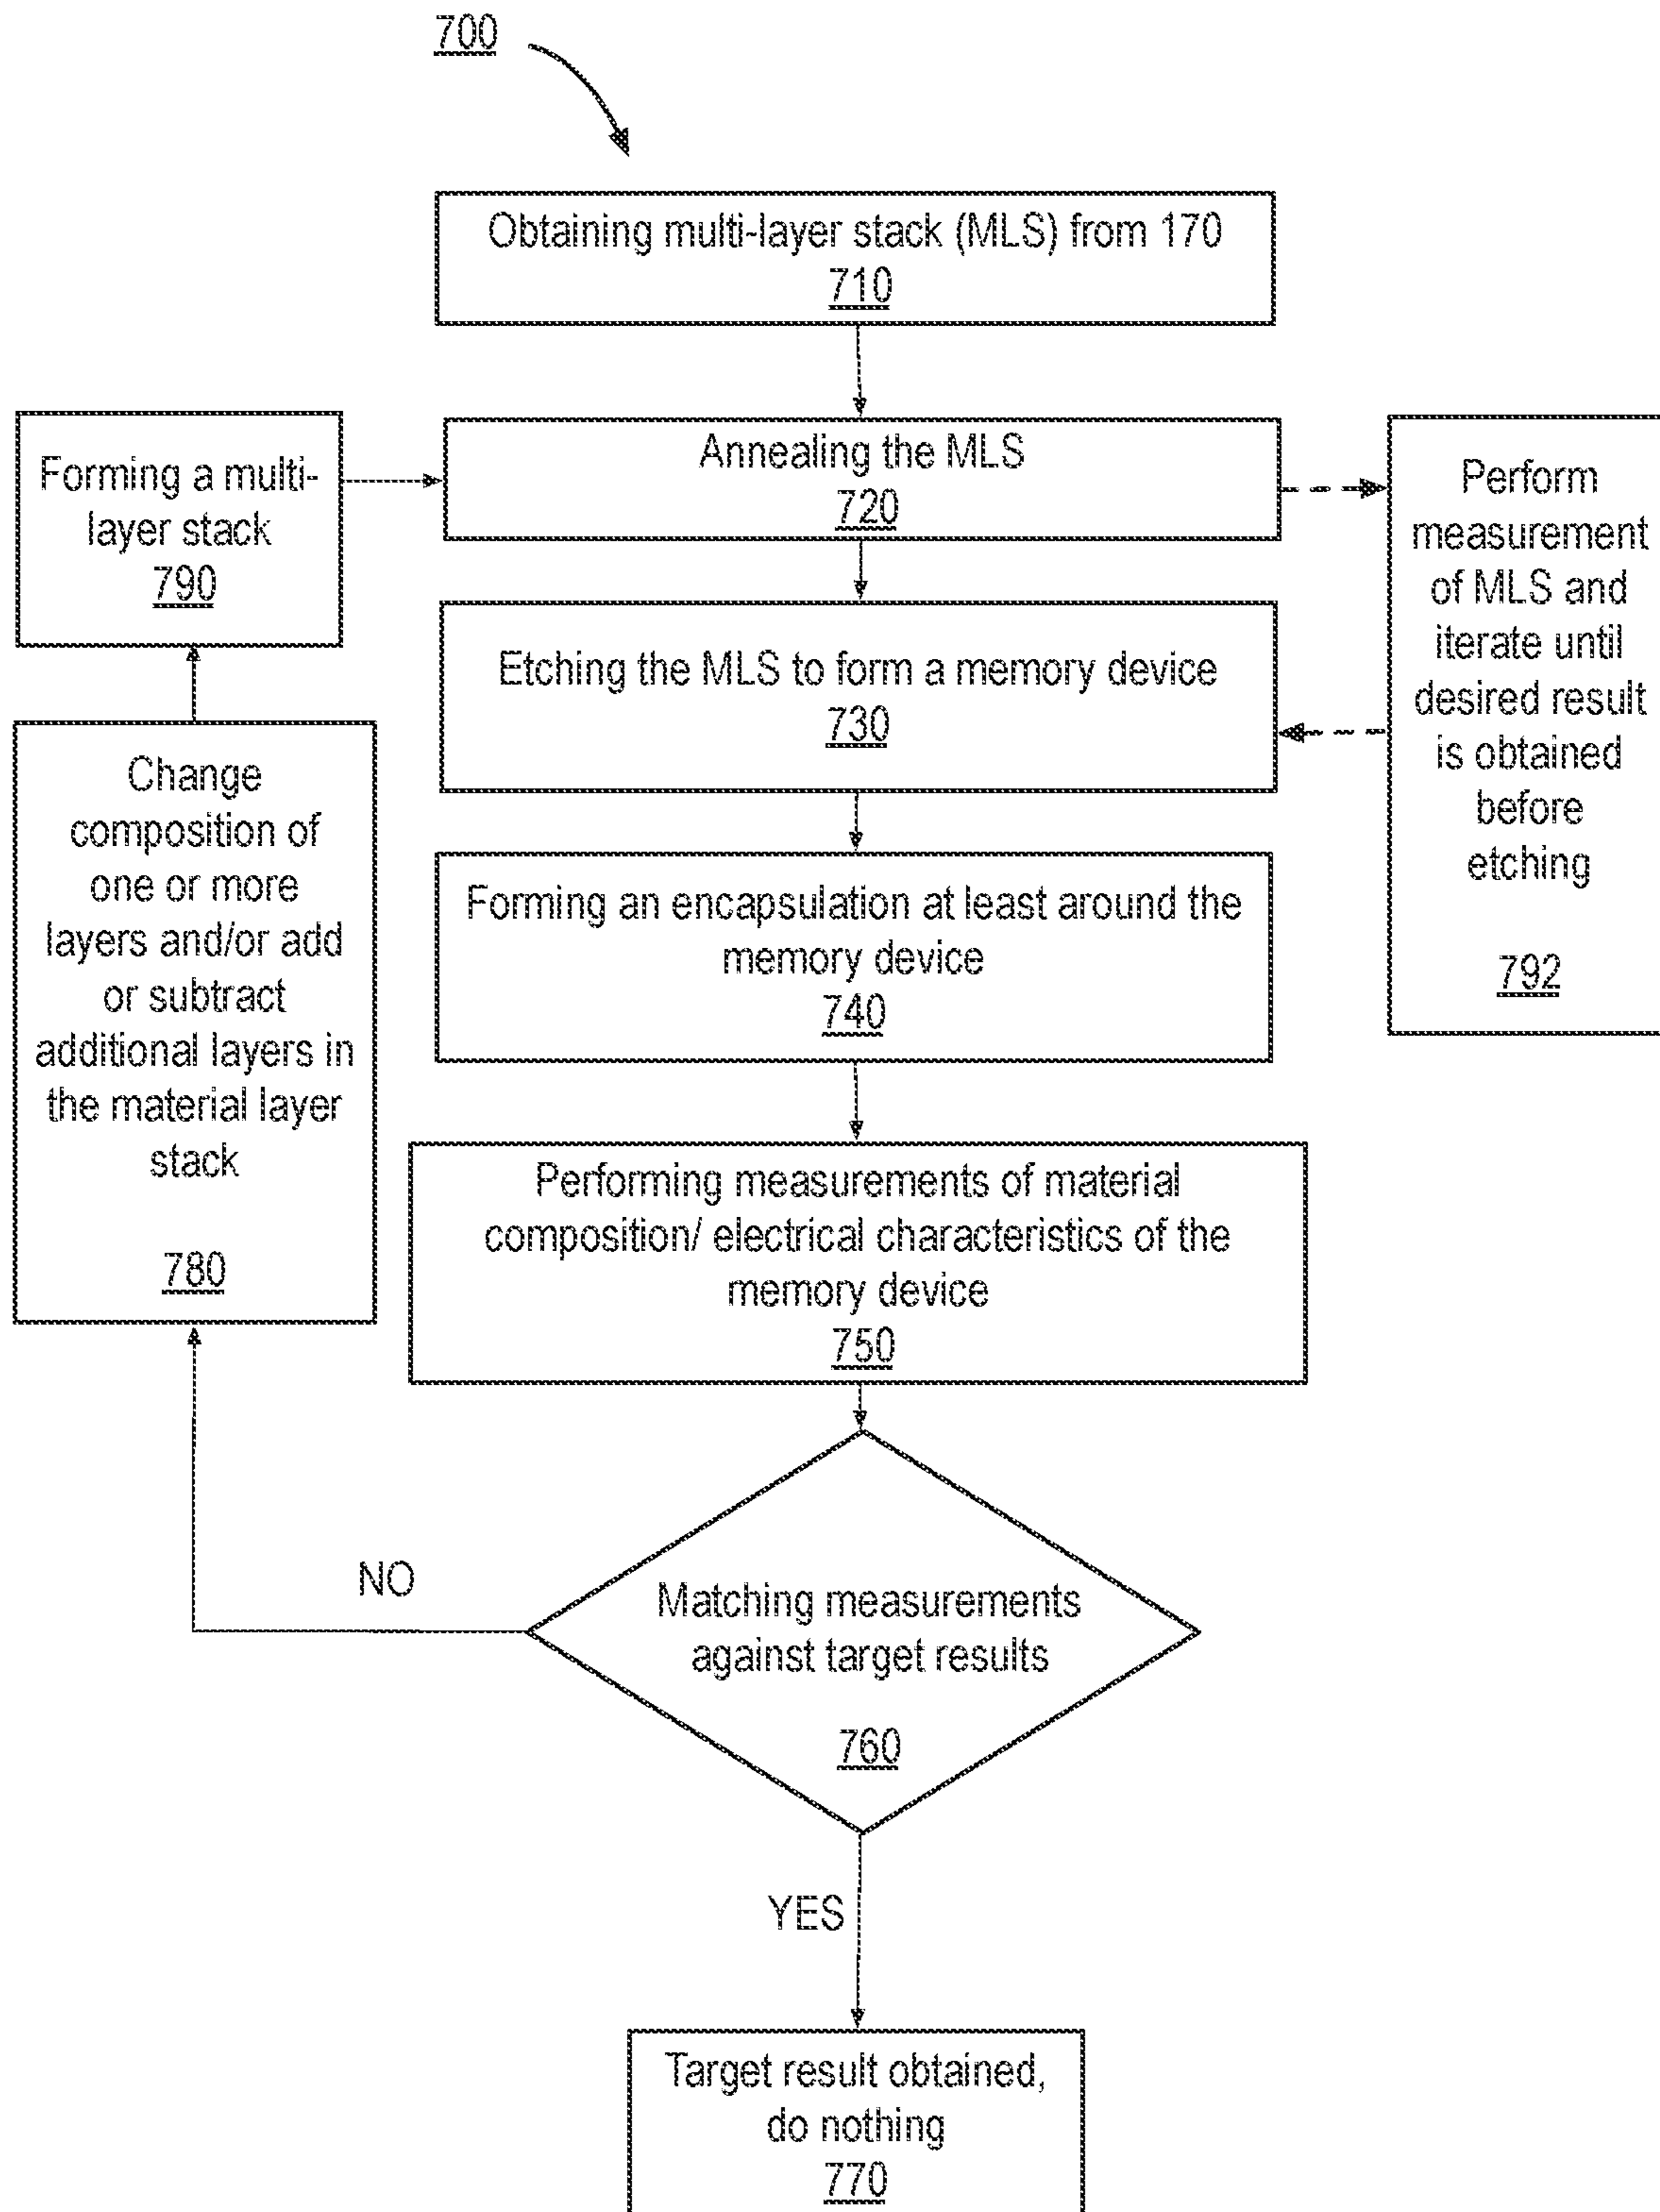 700
Obtaining multi-layer stack (MLS) from 170
710
Forming a multi-
layer stack
790
Annealing the MLS
720
Perform
measurement
of MLS and
iterate until
desired result
is obtained
before
etching
792
Etching the MLS to form a memory device
730
Change
composition of
one or more
layers and/or add
or subtract
additional layers in
the material layer
stack
780
Forming an encapsulation at least around the
memory device
740
Performing measurements of material
composition/ electrical characteristics of the
memory device
750
NO
Matching measurements
against target results
760
YES
Target result obtained,
do nothing
770